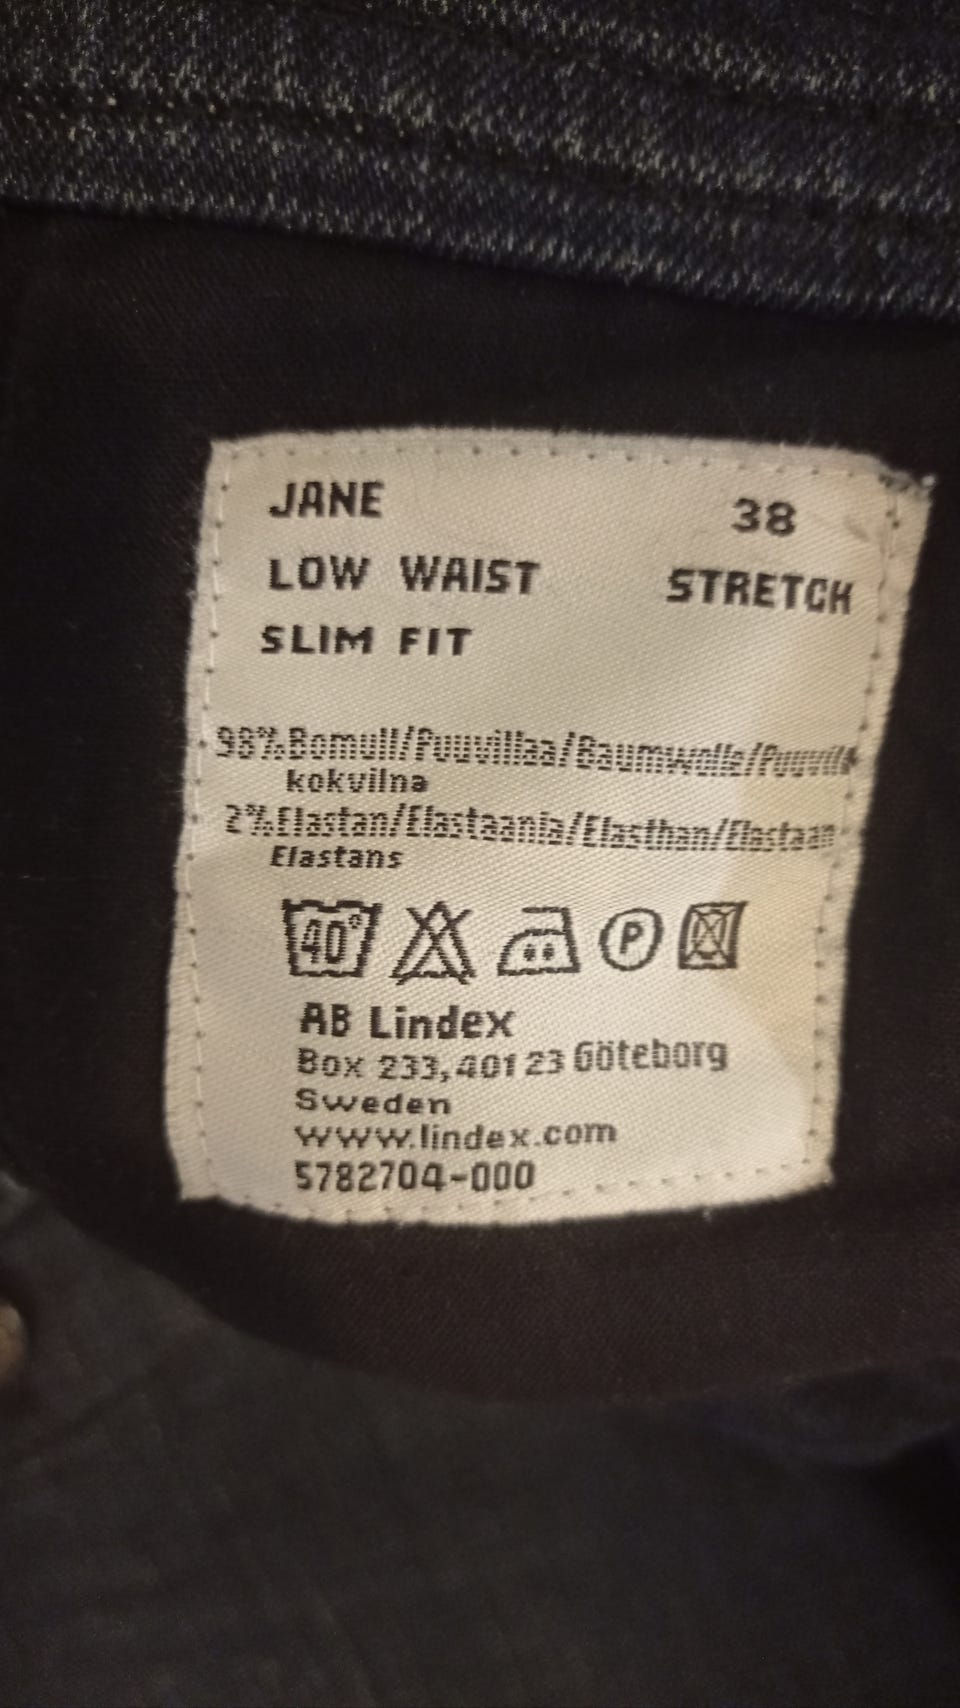 JANE 38
LOW WAIST STRETCH
SLIM FIT
98%Bomull/Puuvillaa/Baumwolle/Puuvill
kokvilna
2%Elastan/Elastaania/Elasthan/Elastaan
Elastans
40° P
AB Lindex
Box 233,401 23 Göteborg
Sweden
www.lindex.com
5782704-000